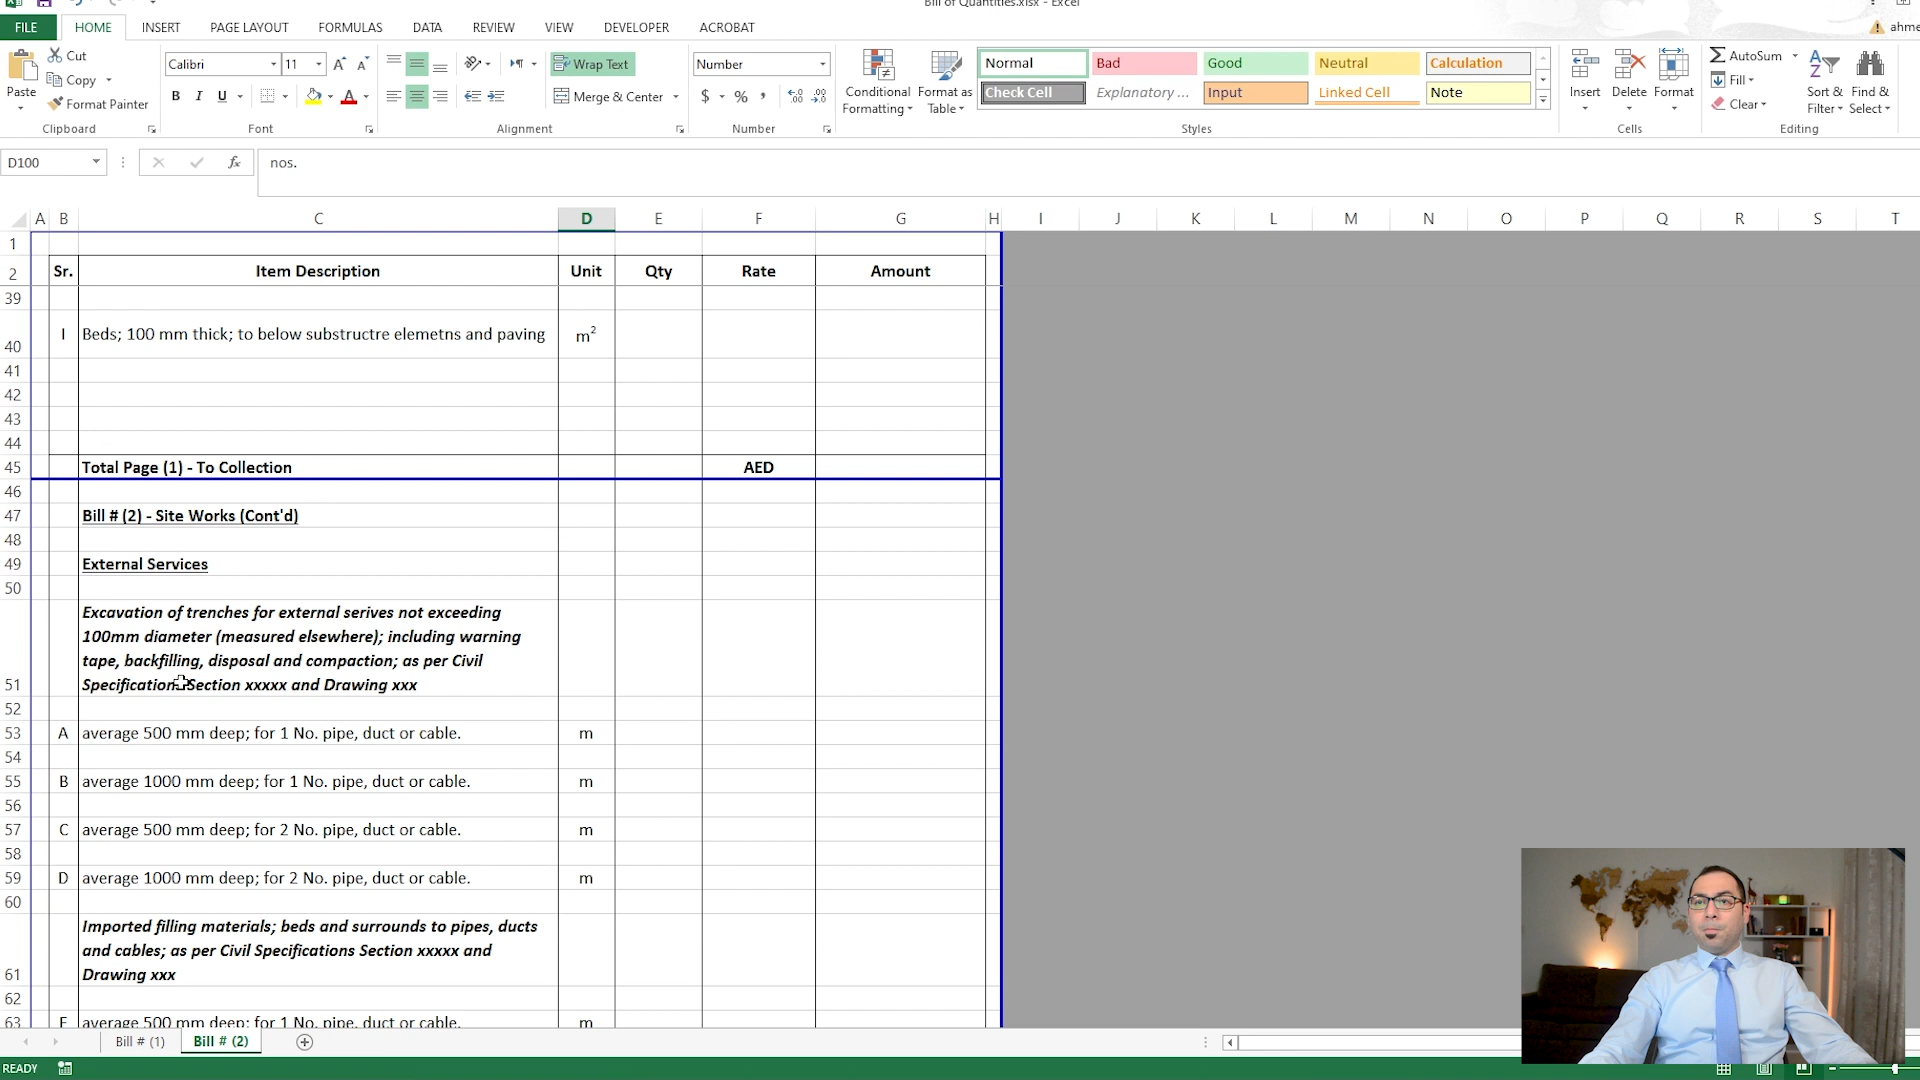 Bill of Quantities.xlsx - Excel
FILE HOME INSERT PAGE LAYOUT FORMULAS DATA REVIEW VIEW DEVELOPER ACROBAT
ahme
Paste
Cut
Copy
Format Painter
Clipboard
Calibri 11
B I U
Font
Wrap Text
Merge & Center
Alignment
Number
$ % ,
Number
Conditional Formatting
Format as Table
Normal Bad Good Neutral Calculation
Check Cell Explanatory ... Input Linked Cell Note
Styles
Insert Delete Format
Cells
AutoSum
Fill
Clear
Sort & Filter
Find & Select
Editing
D100 fx nos.
A B C D E F G H I J K L M N O P Q R S T
1
2 Sr. Item Description Unit Qty Rate Amount
39
40 I Beds; 100 mm thick; to below substructre elemetns and paving m²
41
42
43
44
45 Total Page (1) - To Collection AED
46
47 Bill # (2) - Site Works (Cont'd)
48
49 External Services
50
Excavation of trenches for external serives not exceeding
100mm diameter (measured elsewhere); including warning
tape, backfilling, disposal and compaction; as per Civil
51 Specification Section xxxxx and Drawing xxx
52
53 A average 500 mm deep; for 1 No. pipe, duct or cable. m
54
55 B average 1000 mm deep; for 1 No. pipe, duct or cable. m
56
57 C average 500 mm deep; for 2 No. pipe, duct or cable. m
58
59 D average 1000 mm deep; for 2 No. pipe, duct or cable. m
60
Imported filling materials; beds and surrounds to pipes, ducts
and cables; as per Civil Specifications Section xxxxx and
61 Drawing xxx
62
63 E average 500 mm deep; for 1 No. pipe, duct or cable. m
Bill # (1) Bill # (2)
READY